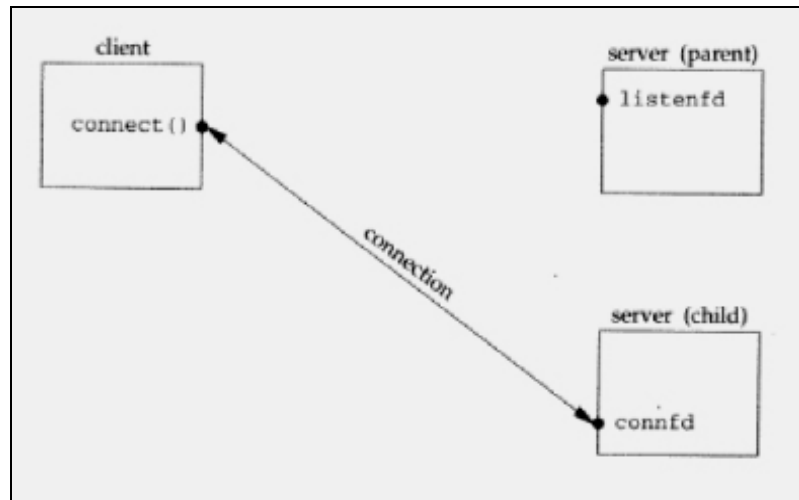 client
server (parent)
connect()
listenfd
connection
server (child)
connfd